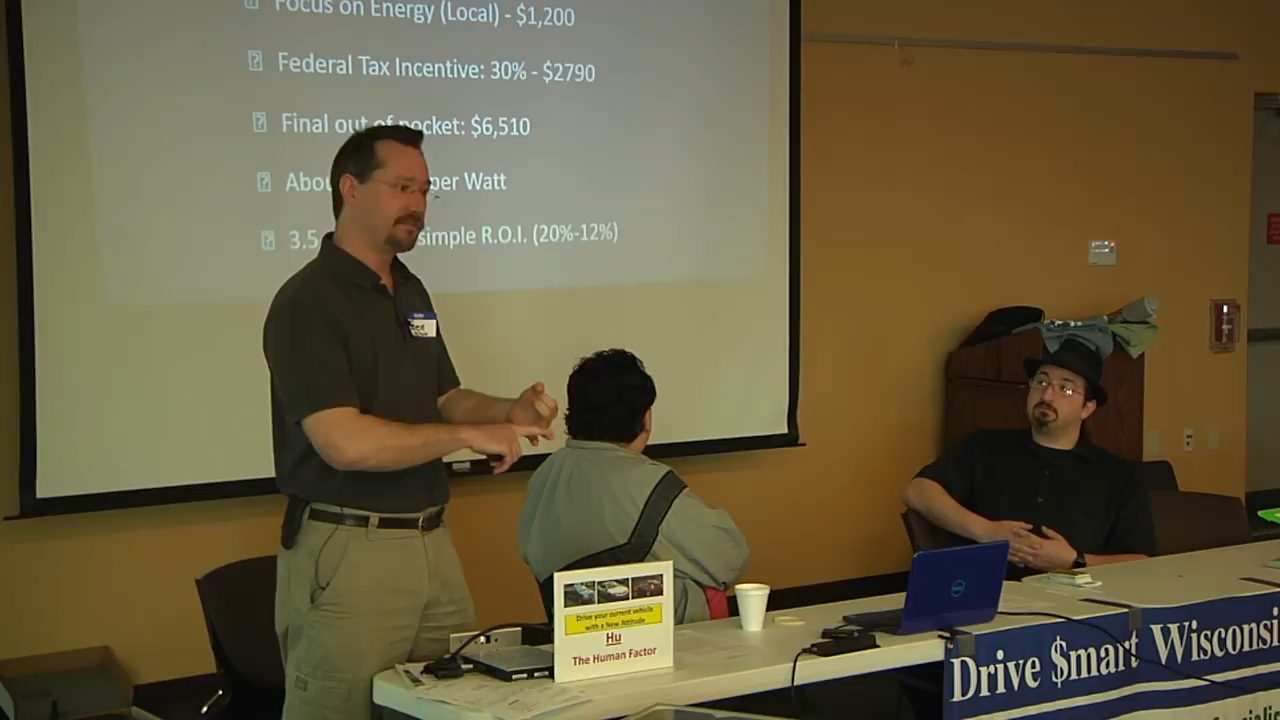 Focus on Energy (Local) - $1,200
Federal Tax Incentive: 30% - $2790
Final out of pocket: $6,510
per Watt
3.5 simple R.O.I. (20%-12%)
Drive your current vehicle
with a New Attitude
Hu
The Human Factor
DELL
Drive $mart Wisconsi